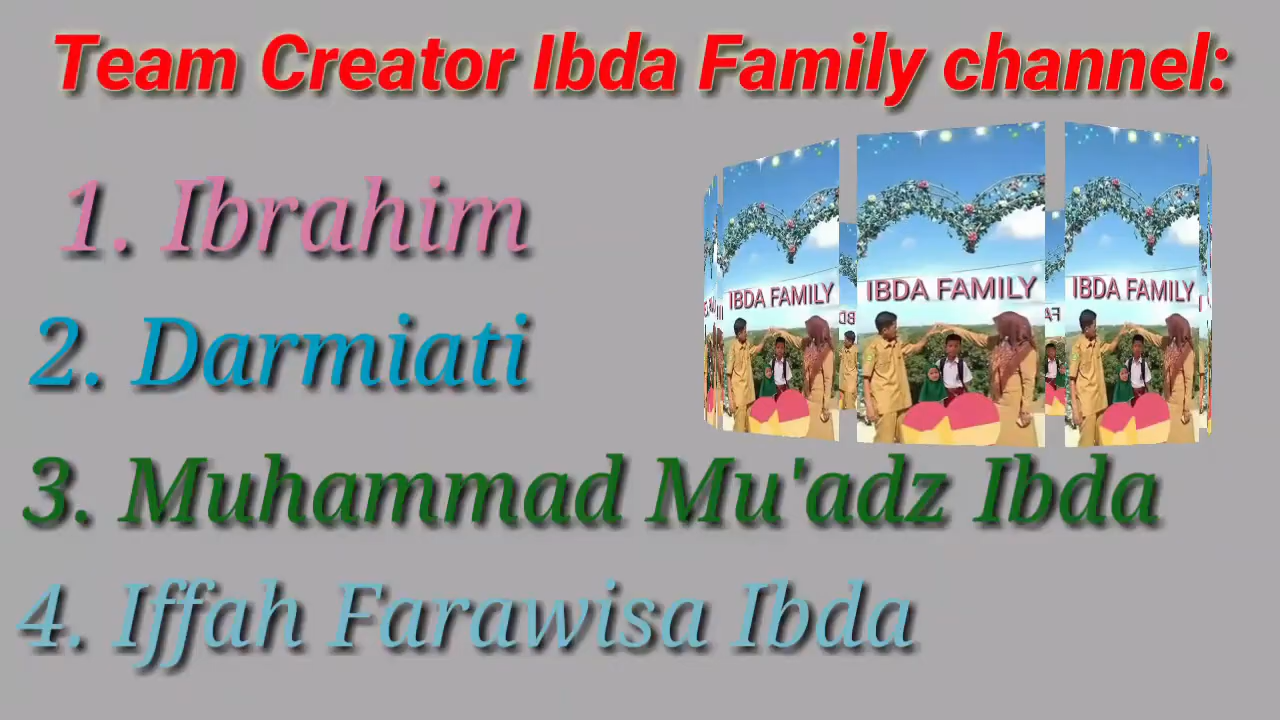 Team Creator Ibda Family channel:
1. Ibrahim
IBDA FAMILY
IBDA FAMILY
IBDA FAMILY
2. Darmiati
3. Muhammad Mu'adz Ibda
4. Iffah Farawisa Ibda